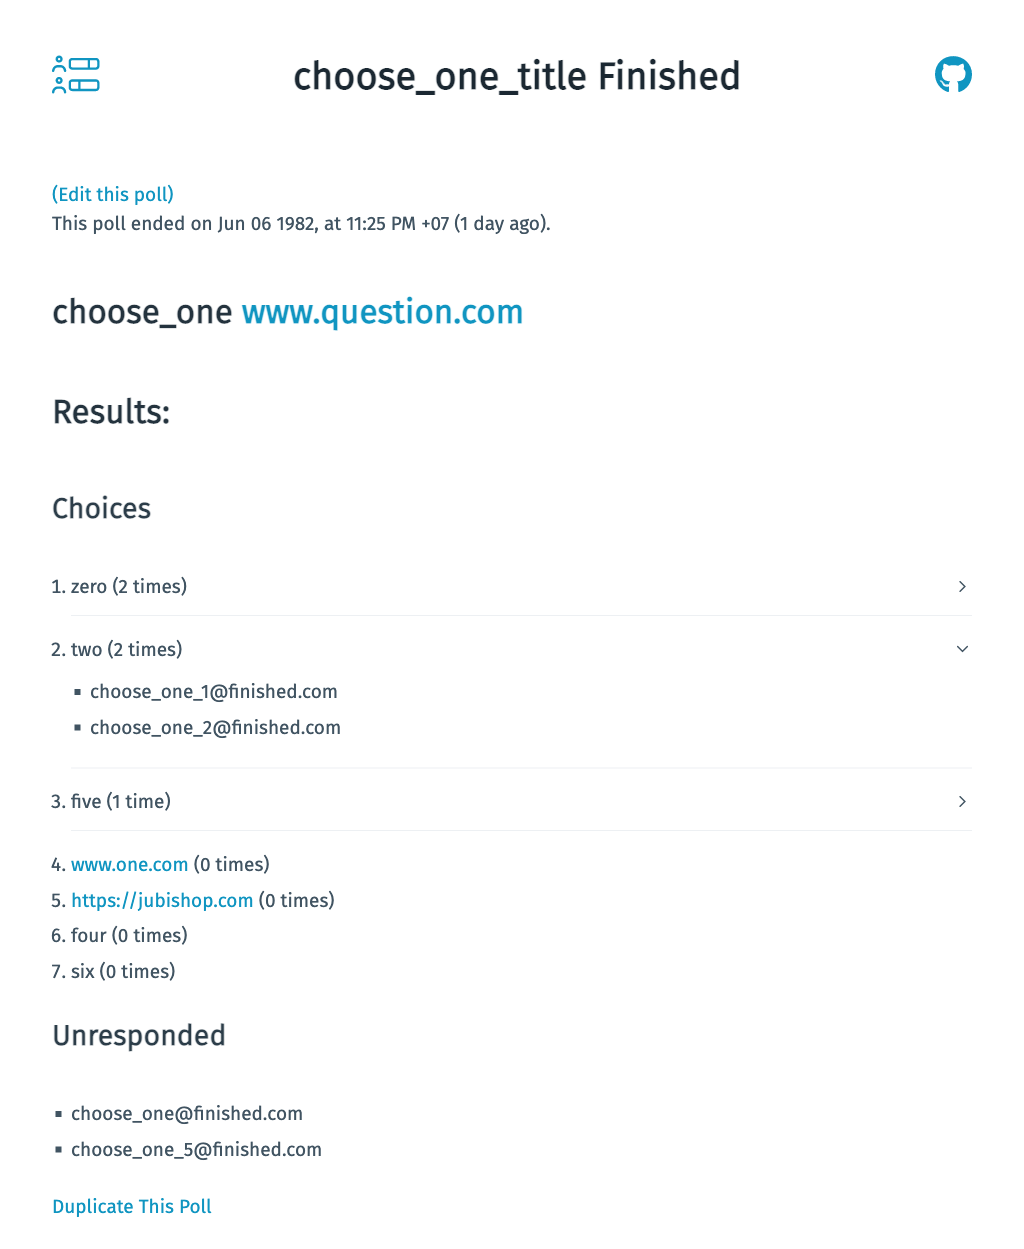 choose_one_title Finished
(Edit this poll)
This poll ended on Jun 06 1982, at 11:25 PM +07 (1 day ago).
choose_one www.question.com
Results:
Choices
1. zero (2 times)
2. two (2 times)
▪ choose_one_1@finished.com
▪ choose_one_2@finished.com
3. five (1 time)
4. www.one.com (0 times)
5. https://jubishop.com (0 times)
6. four (0 times)
7. six (0 times)
Unresponded
▪ choose_one@finished.com
▪ choose_one_5@finished.com
Duplicate This Poll